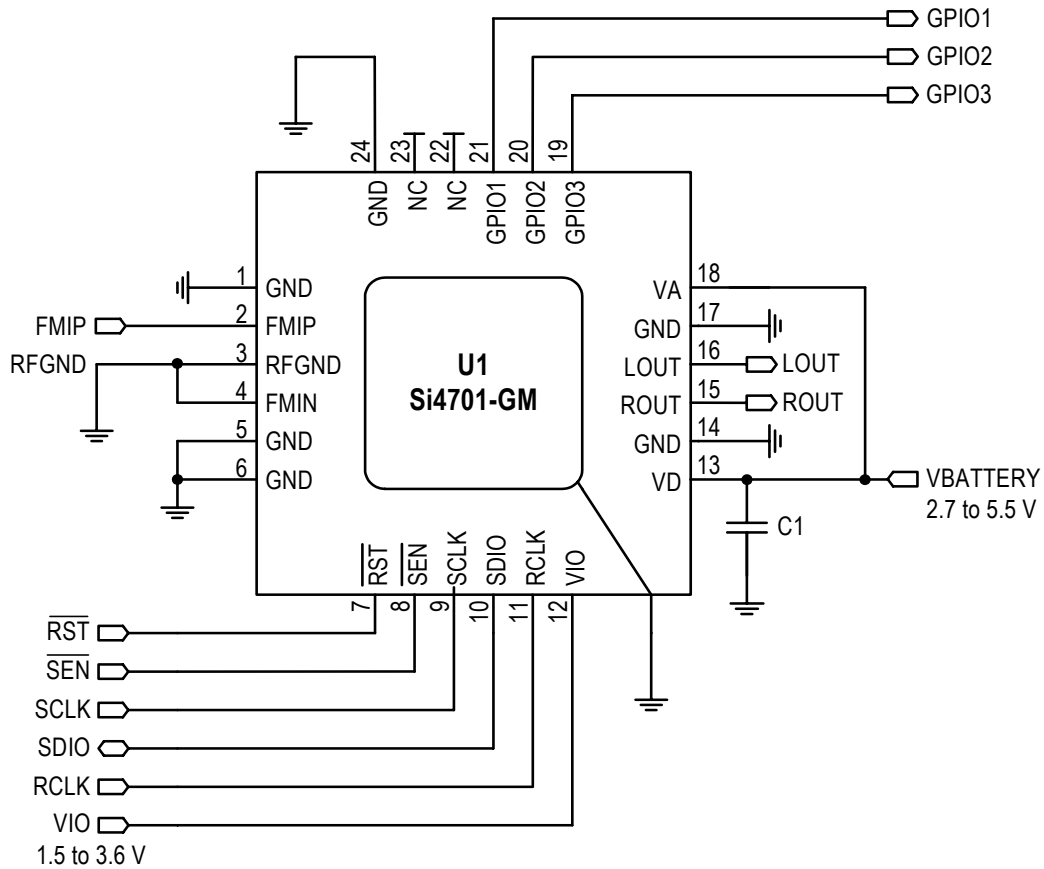 GPIO1
GPIO2
GPIO3
24
23
22
21
20
19
GND
NC
NC
GPIO1
GPIO2
GPIO3
1
GND
FMIP
2
FMIP
RFGND
3
RFGND
4
FMIN
5
GND
6
GND
U1
Si4701-GM
18
VA
17
GND
16
LOUT
LOUT
15
ROUT
ROUT
14
GND
13
VD
VBATTERY
2.7 to 5.5 V
C1
RST
SEN
SCLK
SDIO
RCLK
VIO
7
8
9
10
11
12
RST
SEN
SCLK
SDIO
RCLK
VIO
1.5 to 3.6 V